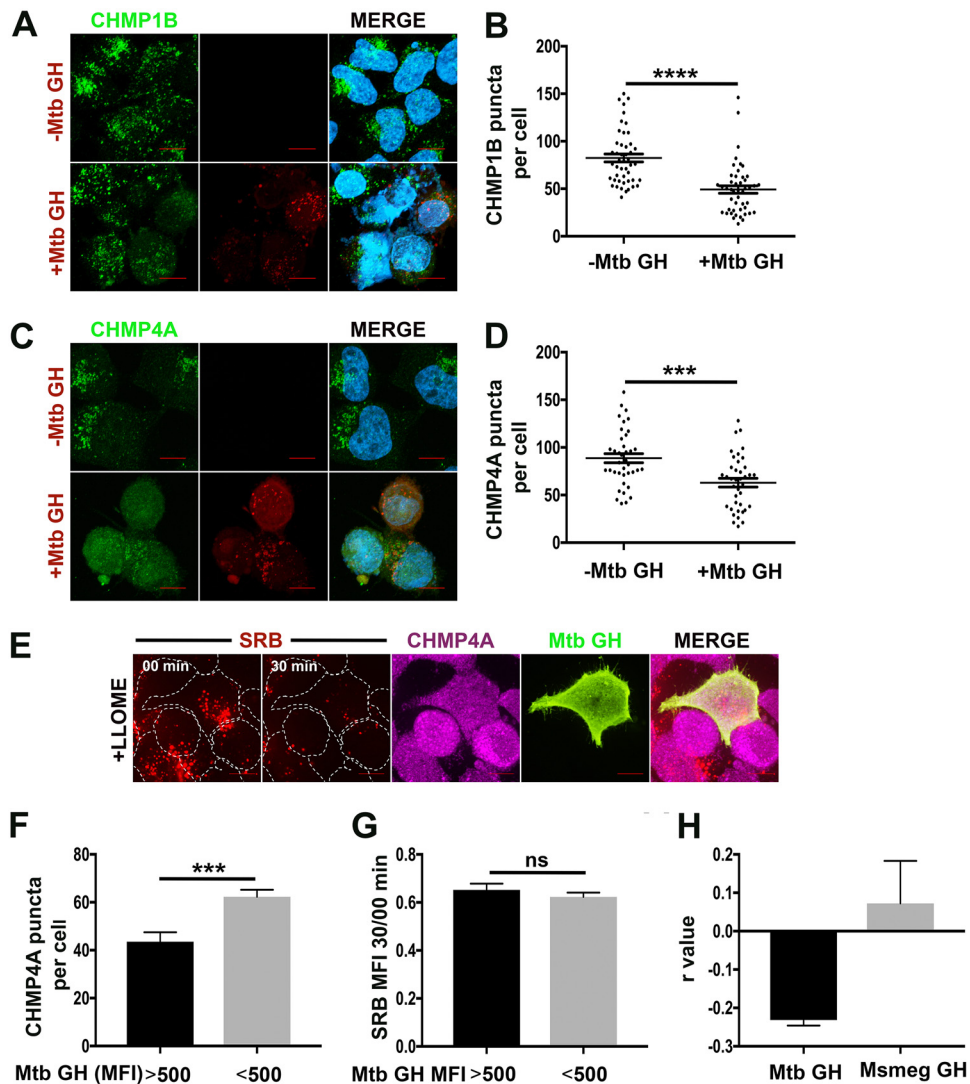 A
CHMP1B
MERGE
-Mtb GH
+Mtb GH
B
CHMP1B puncta
per cell
200
150
100
50
0
****
-Mtb GH
+Mtb GH
C
CHMP4A
MERGE
-Mtb GH
+Mtb GH
D
CHMP4A puncta
per cell
200
150
100
50
0
***
-Mtb GH
+Mtb GH
E
SRB
CHMP4A
Mtb GH
MERGE
+LLOME
00 min
30 min
F
CHMP4A puncta
per cell
80
60
40
20
0
***
Mtb GH (MFI) >500 <500
G
SRB MFI 30/00 min
0.8
0.6
0.4
0.2
0.0
ns
Mtb GH MFI >500 <500
H
r value
0.2
0.1
0.0
-0.2
-0.2
-0.3
Mtb GH
Msmeg GH